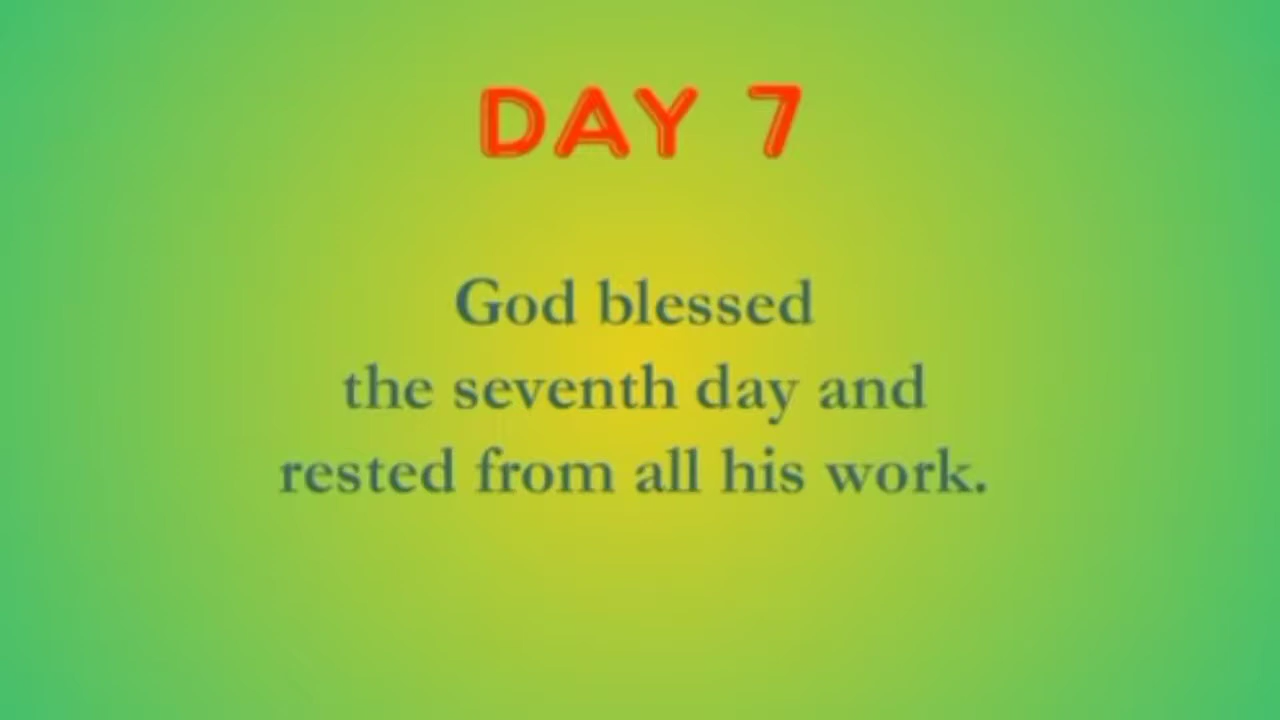 DAY 7
God blessed
the seventh day and
rested from all his work.